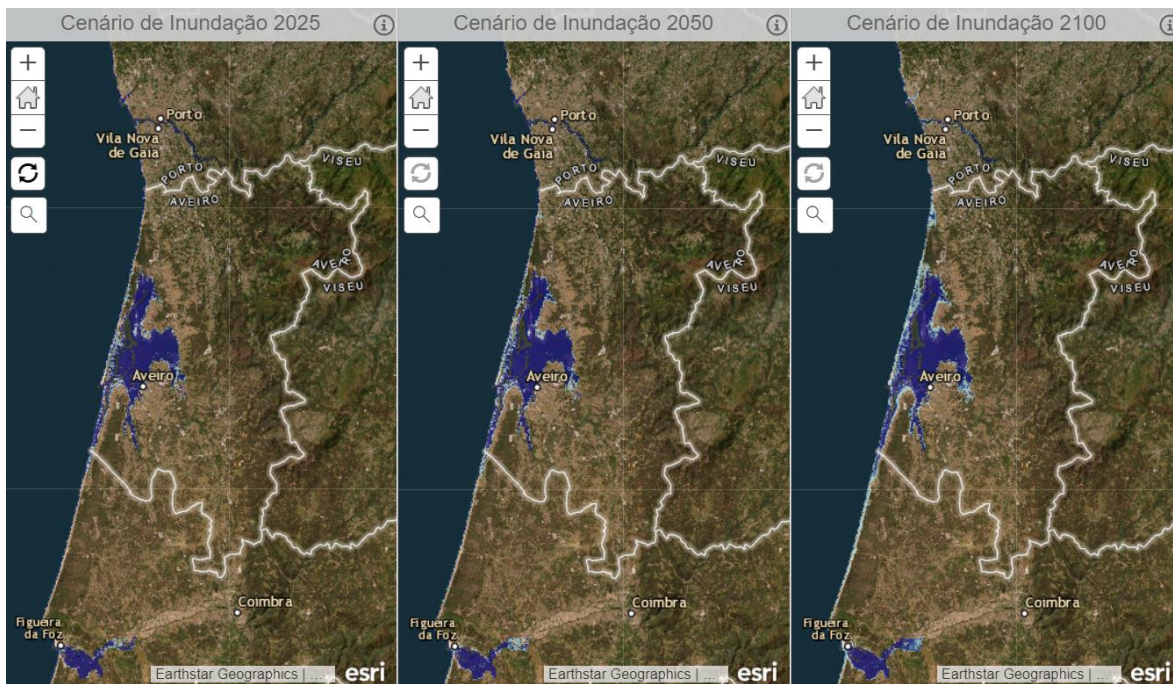 Cenário de Inundação 2025
Porto
Vila Nova
de Gaia
PORTO
AVEIRO
VISEU
AVEIRO
VISEU
Aveiro
Coimbra
Figueira
da Foz
Earthstar Geographics | ...
esri
Cenário de Inundação 2050
Porto
Vila Nova
de Gaia
PORTO
AVEIRO
VISEU
AVEIRO
VISEU
Aveiro
Coimbra
Figueira
da Foz
Earthstar Geographics | ...
esri
Cenário de Inundação 2100
Porto
Vila Nova
de Gaia
PORTO
AVEIRO
VISEU
AVEIRO
VISEU
Aveiro
Coimbra
Figueira
da Foz
Earthstar Geographics | ...
esri